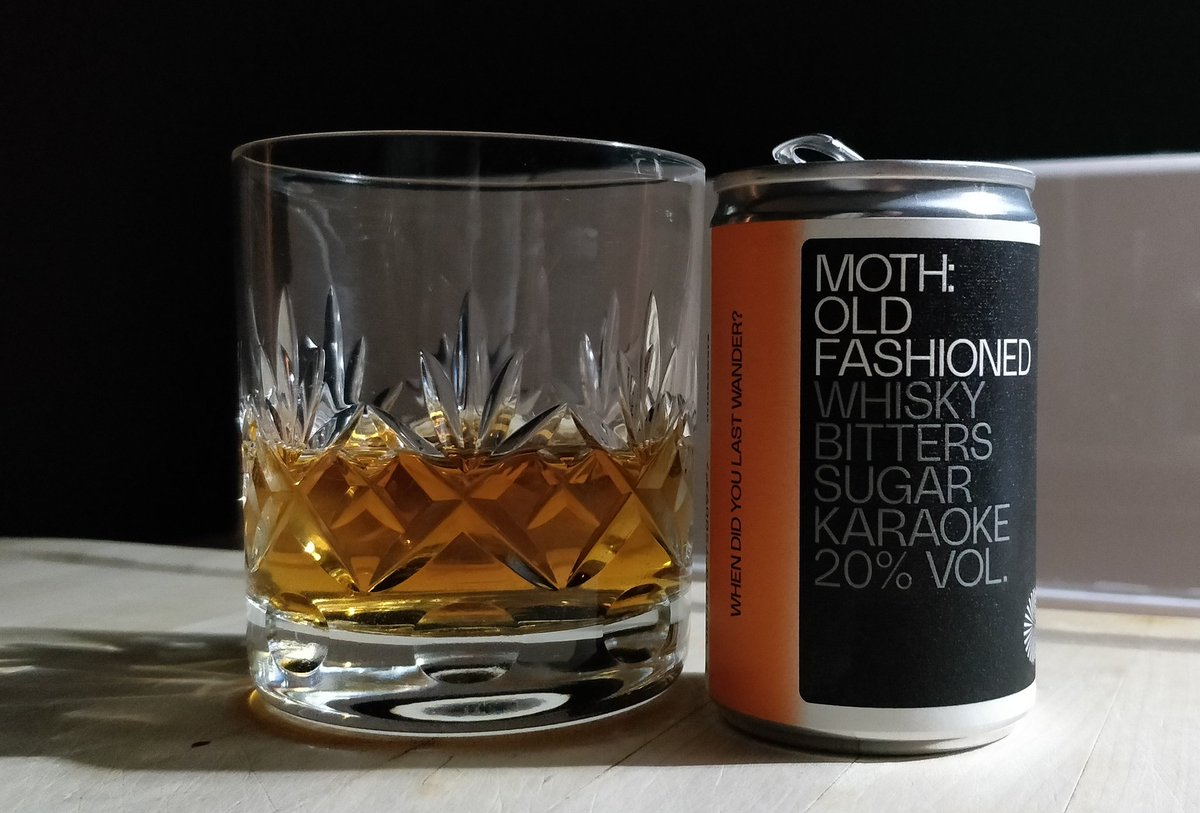 MOTH:
OLD
FASHIONED
WHISKY
BITTERS
SUGAR
KARAOKE
20% VOL.
WHEN DID YOU LAST WANDER?